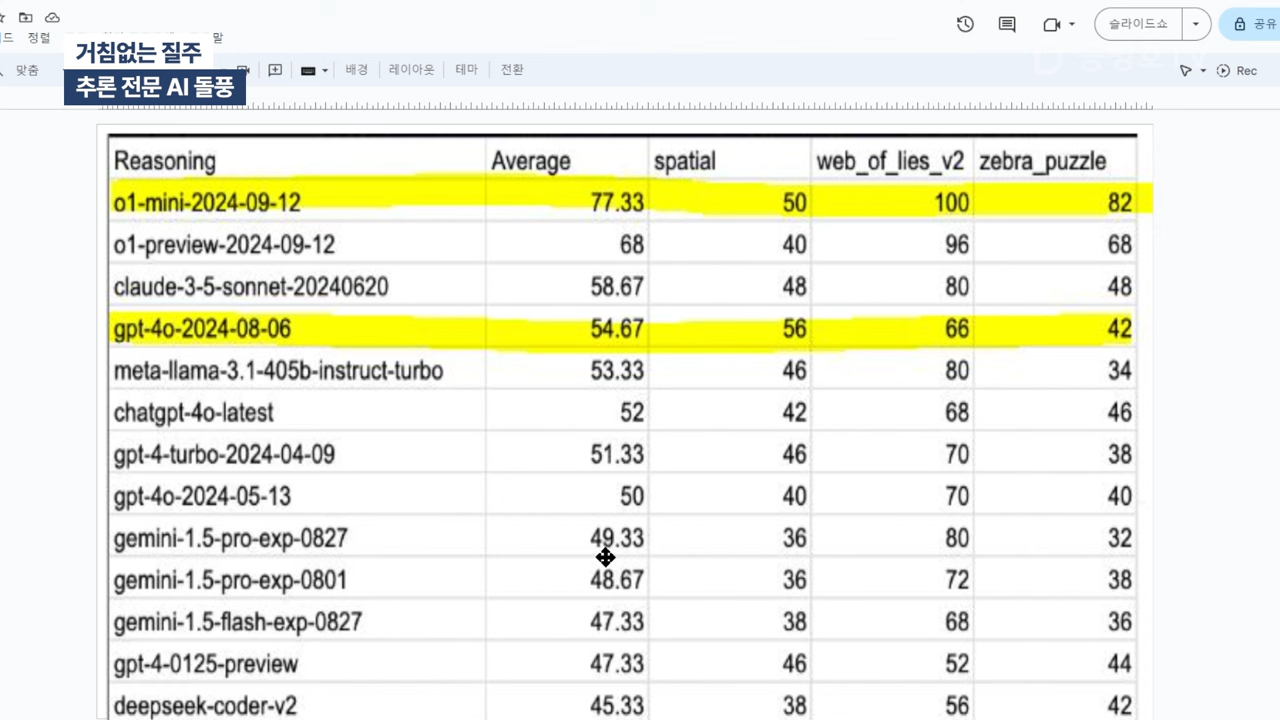 드 정렬 말
슬라이드쇼 공유
거침없는 질주
추론 전문 AI 돌풍
맞춤 배경 레이아웃 테마 전환 Rec
Reasoning Average spatial web_of_lies_v2 zebra_puzzle
o1-mini-2024-09-12 77.33 50 100 82
o1-preview-2024-09-12 68 40 96 68
claude-3-5-sonnet-20240620 58.67 48 80 48
gpt-4o-2024-08-06 54.67 56 66 42
meta-llama-3.1-405b-instruct-turbo 53.33 46 80 34
chatgpt-4o-latest 52 42 68 46
gpt-4-turbo-2024-04-09 51.33 46 70 38
gpt-4o-2024-05-13 50 40 70 40
gemini-1.5-pro-exp-0827 49.33 36 80 32
gemini-1.5-pro-exp-0801 48.67 36 72 38
gemini-1.5-flash-exp-0827 47.33 38 68 36
gpt-4-0125-preview 47.33 46 52 44
deepseek-coder-v2 45.33 38 56 42